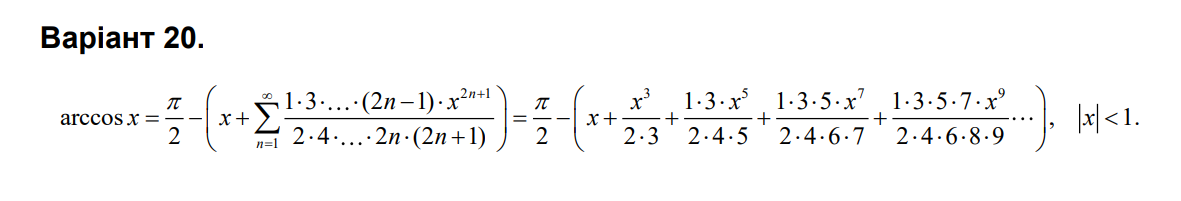 Варіант 20.
arccos x = π/2 − ( x + ∑_{n=1}^{∞} (1·3·…·(2n−1)·x^{2n+1}) / (2·4·…·2n·(2n+1)) ) = π/2 − ( x + x³/(2·3) + (1·3·x⁵)/(2·4·5) + (1·3·5·x⁷)/(2·4·6·7) + (1·3·5·7·x⁹)/(2·4·6·8·9) ⋯ ), |x| < 1.